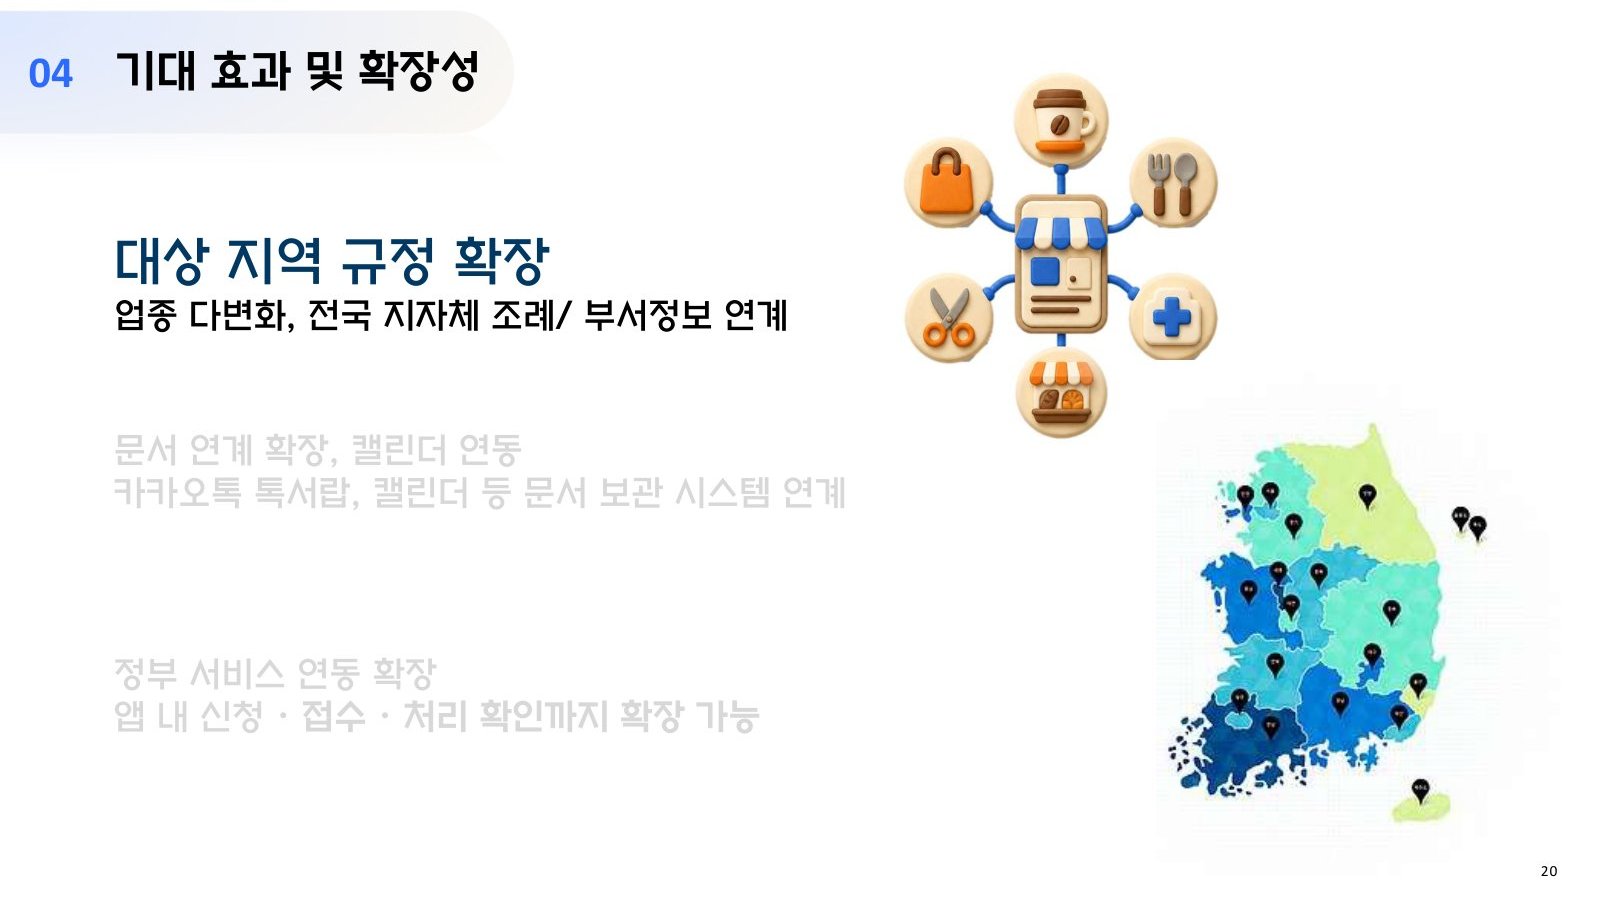 04 기대 효과 및 확장성
대상 지역 규정 확장
업종 다변화, 전국 지자체 조례/ 부서정보 연계
문서 연계 확장, 캘린더 연동
카카오톡 톡서랍, 캘린더 등 문서 보관 시스템 연계
정부 서비스 연동 확장
앱 내 신청 · 접수 · 처리 확인까지 확장 가능
20